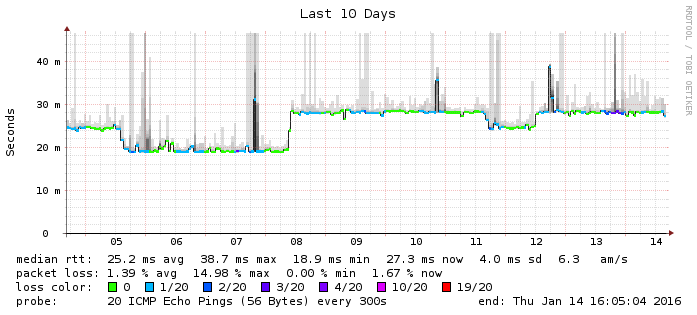 Last 10 Days
RRDTOOL / TOBI OETIKER
Seconds
40 m
30 m
20 m
10 m
0
05 06 07 08 09 10 11 12 13 14
median rtt: 25.2 ms avg 38.7 ms max 18.9 ms min 27.3 ms now 4.0 ms sd 6.3 am/s
packet loss: 1.39 % avg 14.98 % max 0.00 % min 1.67 % now
loss color: 0 1/20 2/20 3/20 4/20 10/20 19/20
probe: 20 ICMP Echo Pings (56 Bytes) every 300s end: Thu Jan 14 16:05:04 2016